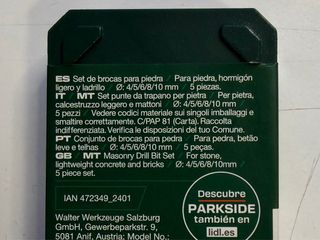 ES Set de brocas para piedra / Para piedra, hormigón
ligero y ladrillo / Ø: 4/5/6/8/10 mm / 5 piezas.
IT / MT Set punte da trapano per pietra / Per pietra,
calcestruzzo leggero e mattoni / Ø: 4/5/6/8/10 mm /
5 pezzi / Vedere codici materiale sui singoli imballaggi e
smaltire correttamente. C/PAP 81 (Carta). Raccolta
indifferenziata. Verifica le disposizioni del tuo Comune.
PT Conjunto de brocas para pedra / Para pedra, betão
leve e telhas / Ø: 4/5/6/8/10 mm / 5 peças.
GB / MT Masonry Drill Bit Set / For stone,
lightweight concrete and bricks / Ø: 4/5/6/8/10mm /
5 piece set.
IAN 472349_2401
Walter Werkzeuge Salzburg
GmbH, Gewerbeparkstr. 9,
5081 Anif, Austria; Model No.:
Descubre
PARKSIDE
también en
lidl.es